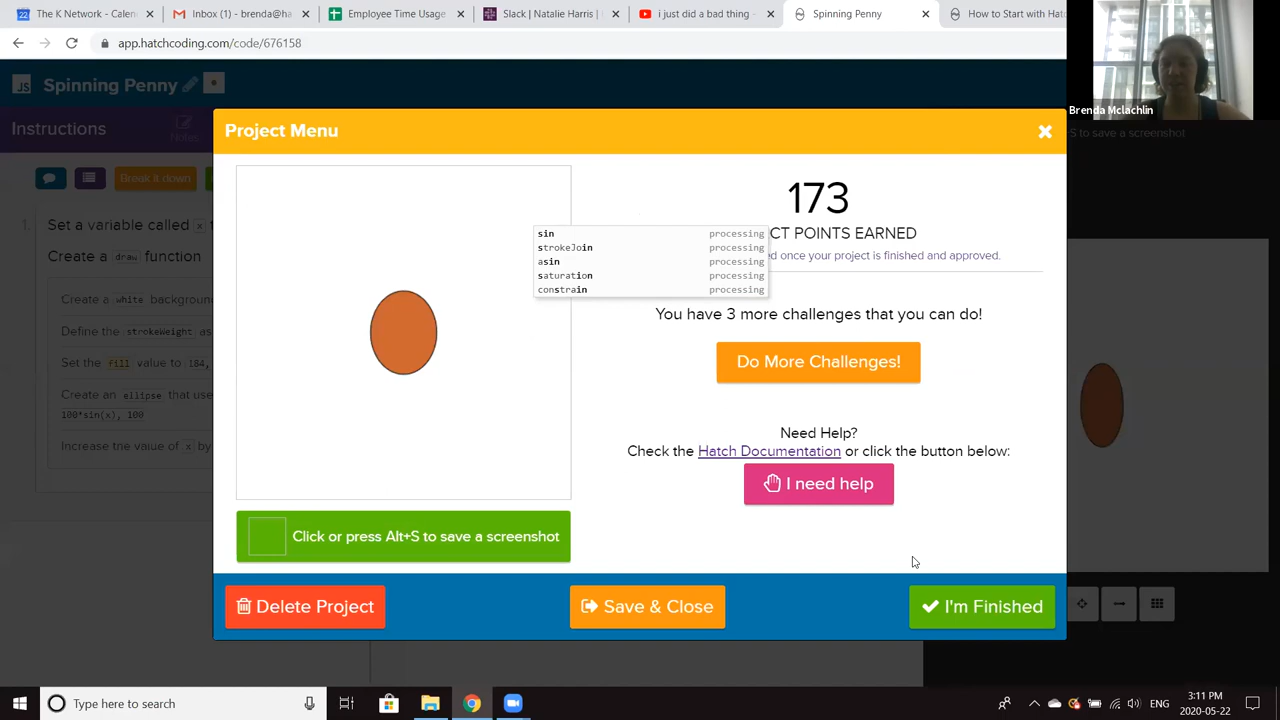 22 The K Network - Calen
Inbox (1) - brenda@ha
Employee Time Usage
Slack | Natalie Harris |
i just did a bad thing
Spinning Penny
How to Start with Hato
app.hatchcoding.com/code/676158
Brenda Mclachlin
JS Spinning Penny
Instructions
Notes
S to save a screenshot
Project Menu
Break it down
173
CT POINTS EARNED
ed once your project is finished and approved.
sin processing
strokeJoin processing
asin processing
saturation processing
constrain processing
1. Set a variable called x t
Create a draw function
Create a white background
Define the strokeWeight as
Set the fill value to 184,
Create an ellipse that use
100*sin(x), 100
Increase the value of x by
You have 3 more challenges that you can do!
Do More Challenges!
Need Help?
Check the Hatch Documentation or click the button below:
I need help
Click or press Alt+S to save a screenshot
Delete Project
Save & Close
I'm Finished
Type here to search
ENG
3:11 PM
2020-05-22